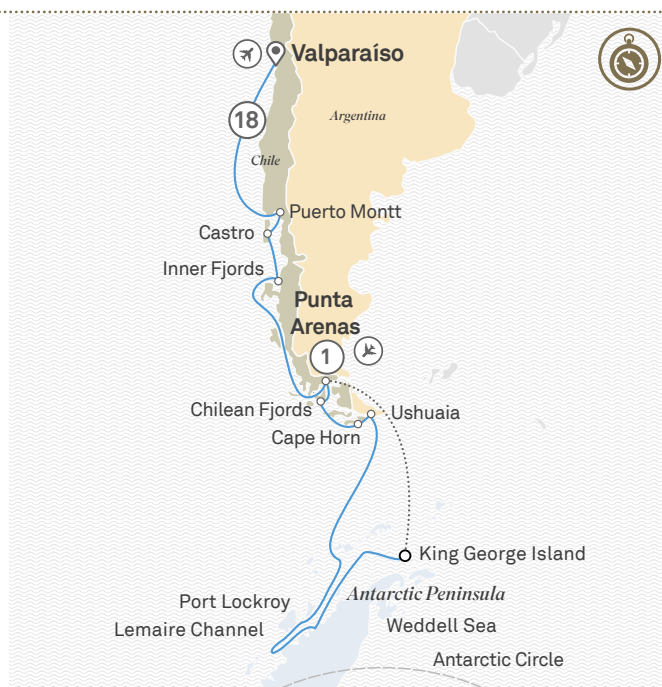 Valparaíso
Argentina
18
Chile
Puerto Montt
Castro
Inner Fjords
Punta
Arenas
1
Chilean Fjords
Ushuaia
Cape Horn
King George Island
Antarctic Peninsula
Port Lockroy
Weddell Sea
Lemaire Channel
Antarctic Circle